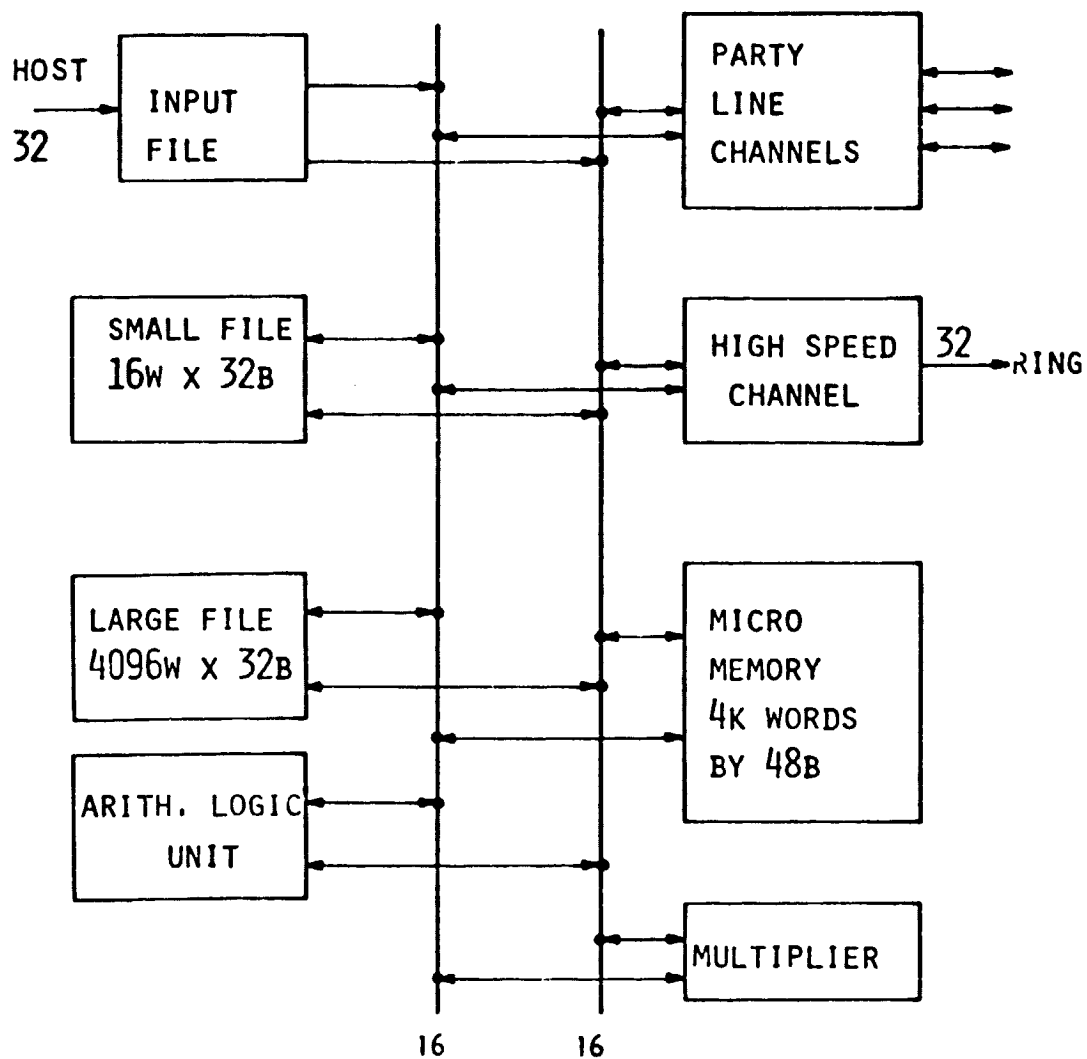 HOST
32
INPUT
FILE
PARTY
LINE
CHANNELS
SMALL FILE
16W X 32B
HIGH SPEED
CHANNEL
32
RING
LARGE FILE
4096W X 32B
MICRO
MEMORY
4K WORDS
BY 48B
ARITH. LOGIC
UNIT
MULTIPLIER
16
16